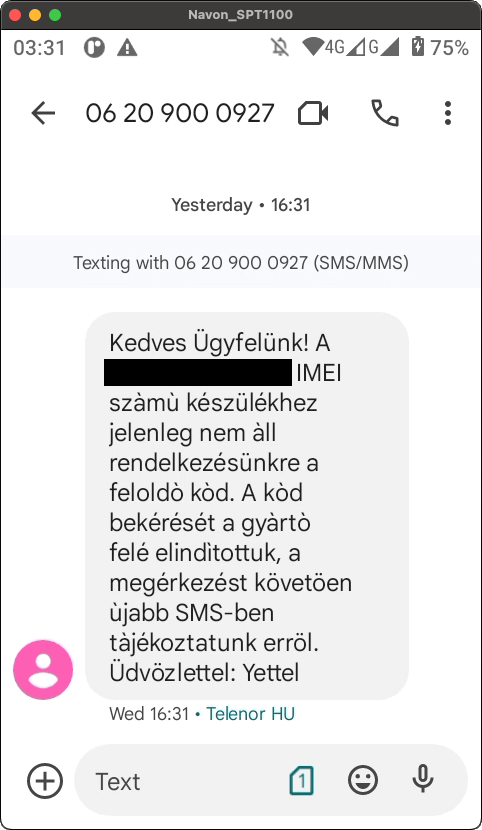 Navon_SPT1100
03:31 4G G 75%
06 20 900 0927
Yesterday • 16:31
Texting with 06 20 900 0927 (SMS/MMS)
Kedves Ügyfelünk! A
IMEI
szàmù készülékhez
jelenleg nem àll
rendelkezésünkre a
feloldò kòd. A kòd
bekérését a gyàrtò
felé elindìtottuk, a
megérkezést követöen
ùjabb SMS-ben
tàjékoztatunk erröl.
Üdvözlettel: Yettel
Wed 16:31 • Telenor HU
Text 1